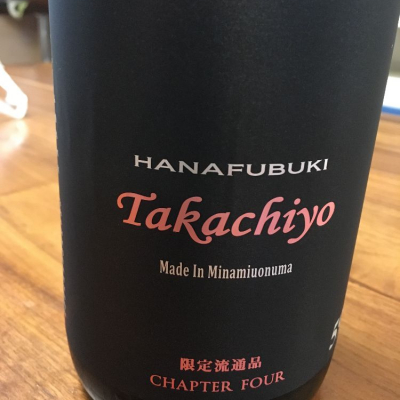 HANAFUBUKI
Takachiyo
Made In Minamiuonuma
限定流通品
CHAPTER FOUR